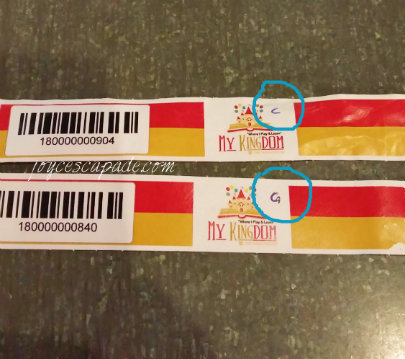 "Where I Play & Learn"
C
MY KINGDOM
180000000904
joycescapade.com
"Where I Play & Learn"
G
MY KINGDOM
180000000840